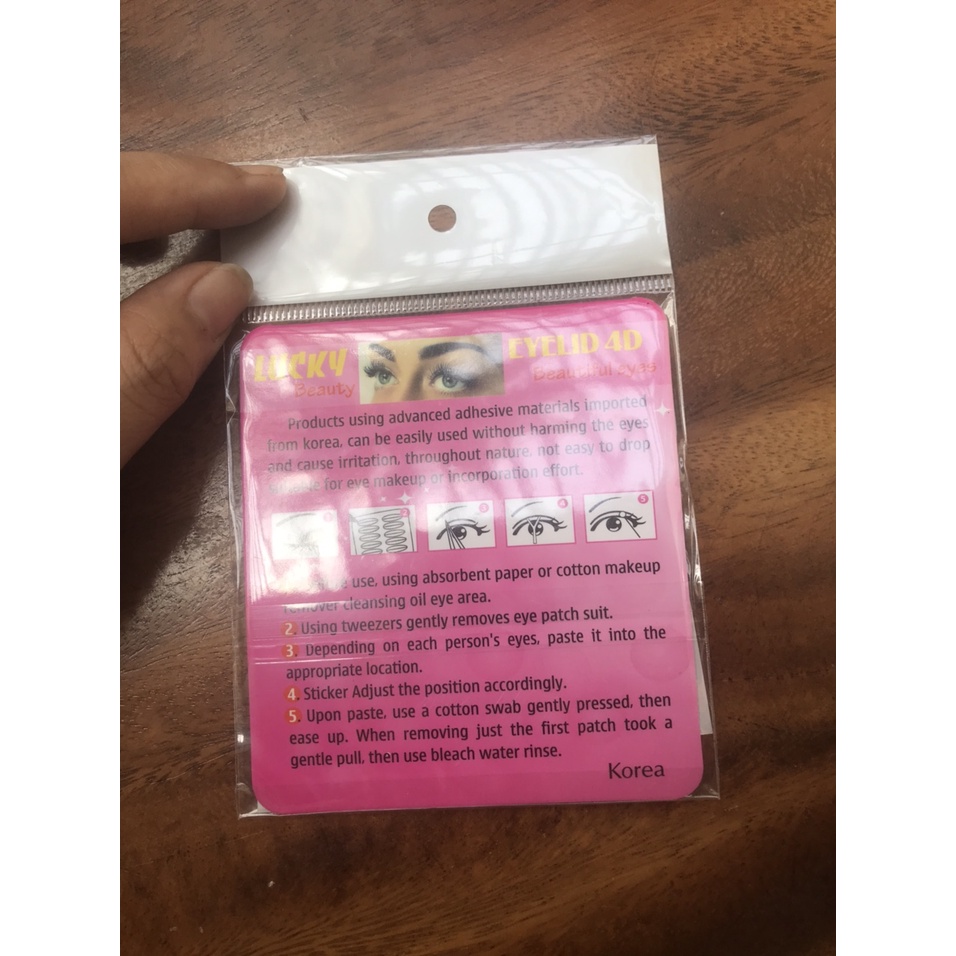 LUCKY
Beauty
EYELID 4D
Beautiful eyes
Products using advanced adhesive materials imported
from korea, can be easily used without harming the eyes
and cause irritation, throughout nature, not easy to drop
for eye makeup or incorporation effort.
1 2 3 4 5
use, using absorbent paper or cotton makeup
remover cleansing oil eye area.
2. Using tweezers gently removes eye patch suit.
3. Depending on each person's eyes, paste it into the
appropriate location.
4. Sticker Adjust the position accordingly.
5. Upon paste, use a cotton swab gently pressed, then
ease up. When removing just the first patch took a
gentle pull, then use bleach water rinse.
Korea